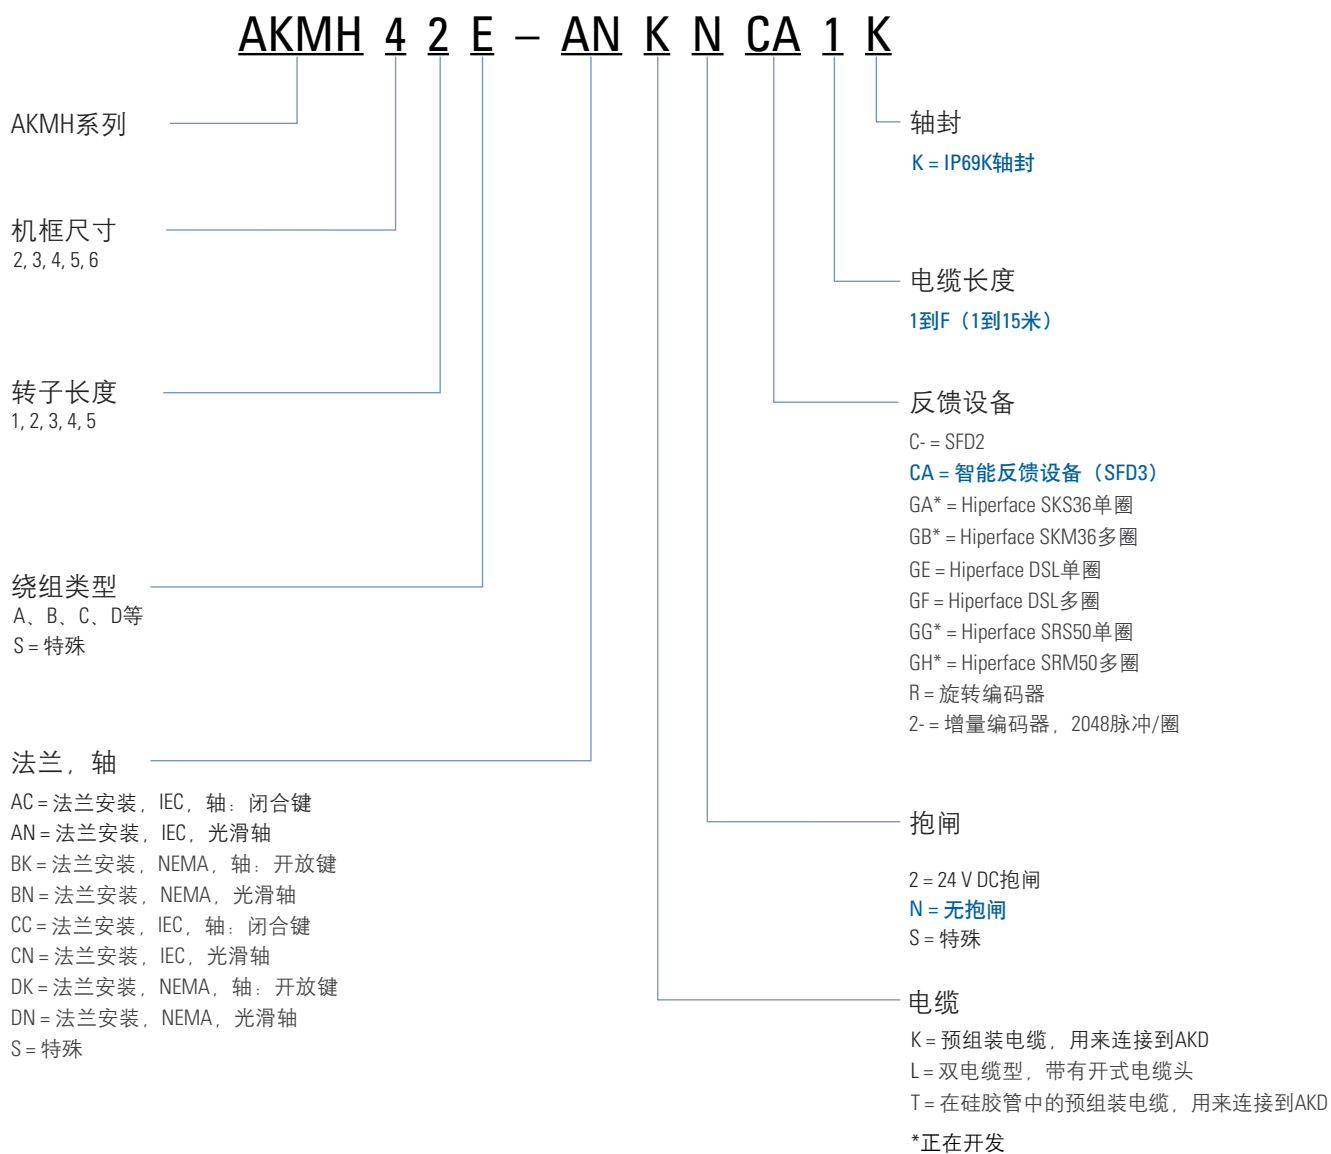 AKMH 4 2 E – AN K N CA 1 K
AKMH系列
机框尺寸
2, 3, 4, 5, 6
转子长度
1, 2, 3, 4, 5
绕组类型
A、B、C、D等
S = 特殊
法兰，轴
AC = 法兰安装，IEC，轴：闭合键
AN = 法兰安装，IEC，光滑轴
BK = 法兰安装，NEMA，轴：开放键
BN = 法兰安装，NEMA，光滑轴
CC = 法兰安装，IEC，轴：闭合键
CN = 法兰安装，IEC，光滑轴
DK = 法兰安装，NEMA，轴：开放键
DN = 法兰安装，NEMA，光滑轴
S = 特殊
轴封
K = IP69K轴封
电缆长度
1到F（1到15米）
反馈设备
C- = SFD2
CA = 智能反馈设备（SFD3）
GA* = Hiperface SKS36单圈
GB* = Hiperface SKM36多圈
GE = Hiperface DSL单圈
GF = Hiperface DSL多圈
GG* = Hiperface SRS50单圈
GH* = Hiperface SRM50多圈
R = 旋转编码器
2- = 增量编码器，2048脉冲/圈
抱闸
2 = 24 V DC抱闸
N = 无抱闸
S = 特殊
电缆
K = 预组装电缆，用来连接到AKD
L = 双电缆型，带有开式电缆头
T = 在硅胶管中的预组装电缆，用来连接到AKD
*正在开发